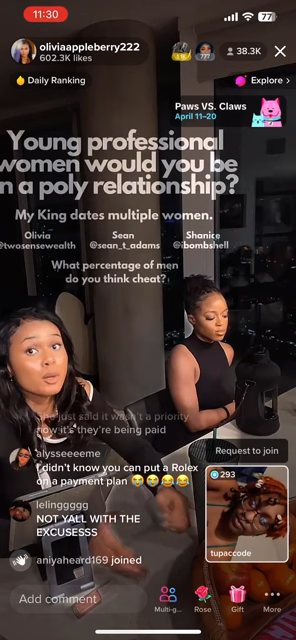 11:30
77
oliviaappleberry222
602.3K likes
777
38.3K
Daily Ranking
Explore >
Paws VS. Claws
April 11-20
Young professional
women would you be
n a poly relationship?
My King dates multiple women.
Olivia Sean Shanice
@twosensewealth @sean_t_adams @ibombshell
What percentage of men
do you think cheat?
She just said it wasn't a priority
now it's they're being paid
alysseeeeme
I didn't know you can put a Rolex
on a payment plan 😭😭😂😂
lelinggggg
NOT YALL WITH THE
EXCUSESSS
aniyaheard169 joined
Request to join
293
tupaccode
Add comment
Multi-g...
Rose
Gift
More